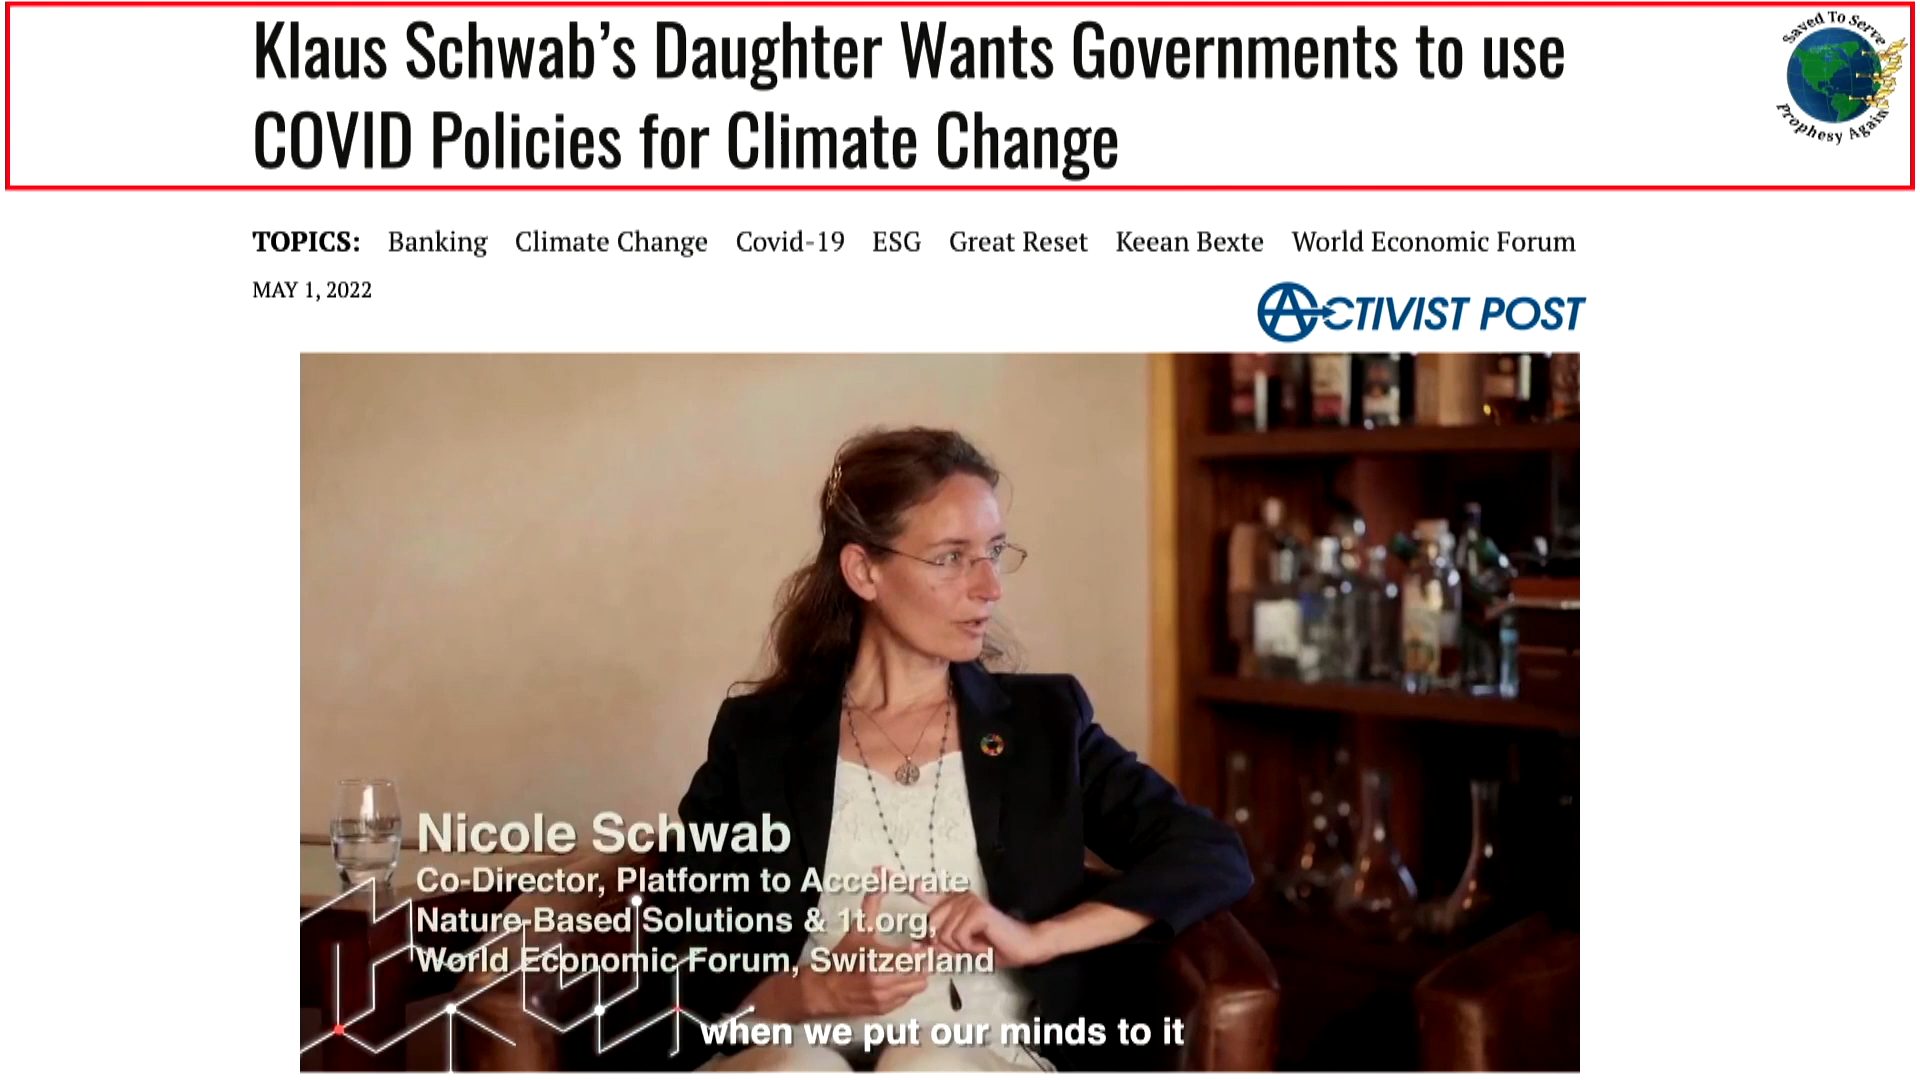 Klaus Schwab’s Daughter Wants Governments to use
COVID Policies for Climate Change
Saved To Serve
Prophesy Again
TOPICS: Banking Climate Change Covid-19 ESG Great Reset Keean Bexte World Economic Forum
MAY 1, 2022
ACTIVIST POST
Nicole Schwab
Co-Director, Platform to Accelerate
Nature-Based Solutions & 1t.org,
World Economic Forum, Switzerland
when we put our minds to it